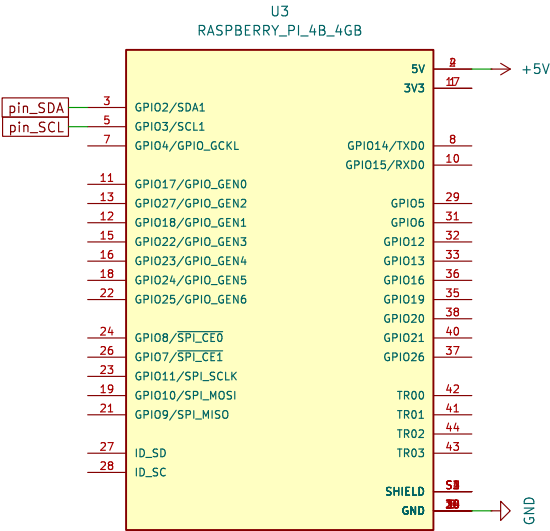 U3
RASPBERRY_PI_4B_4GB
5V
+5V
3V3
17
pin_SDA
3
GPIO2/SDA1
pin_SCL
5
GPIO3/SCL1
7
GPIO4/GPIO_GCKL
GPIO14/TXD0
8
GPIO15/RXD0
10
11
GPIO17/GPIO_GEN0
13
GPIO27/GPIO_GEN2
GPIO5
29
12
GPIO18/GPIO_GEN1
GPIO6
31
15
GPIO22/GPIO_GEN3
GPIO12
32
16
GPIO23/GPIO_GEN4
GPIO13
33
18
GPIO24/GPIO_GEN5
GPIO16
36
22
GPIO25/GPIO_GEN6
GPIO19
35
GPIO20
38
24
GPIO8/SPI_CE0
GPIO21
40
26
GPIO7/SPI_CE1
GPIO26
37
23
GPIO11/SPI_SCLK
19
GPIO10/SPI_MOSI
TR00
42
21
GPIO9/SPI_MISO
TR01
41
TR02
44
27
ID_SD
TR03
43
28
ID_SC
SHIELD
GND
GND